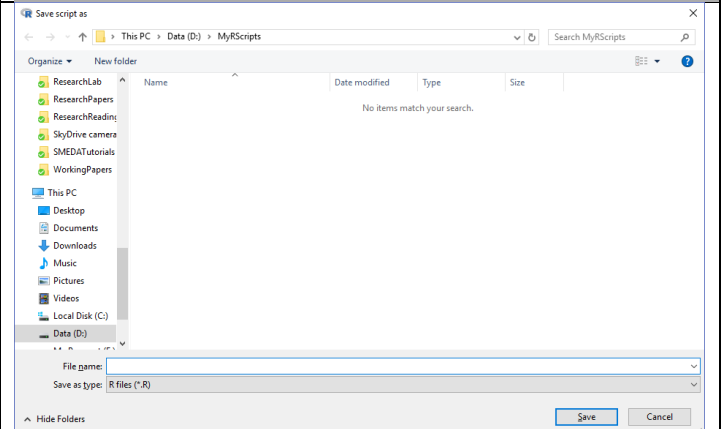 Save script as
This PC > Data (D:) > MyRScripts
Search MyRScripts
Organize
New folder
Name
Date modified
Type
Size
No items match your search.
ResearchLab
ResearchPapers
ResearchReading
SkyDrive camera
SMEDATutorials
WorkingPapers
This PC
Desktop
Documents
Downloads
Music
Pictures
Videos
Local Disk (C:)
Data (D:)
File name:
Save as type: R files (*.R)
Hide Folders
Save
Cancel